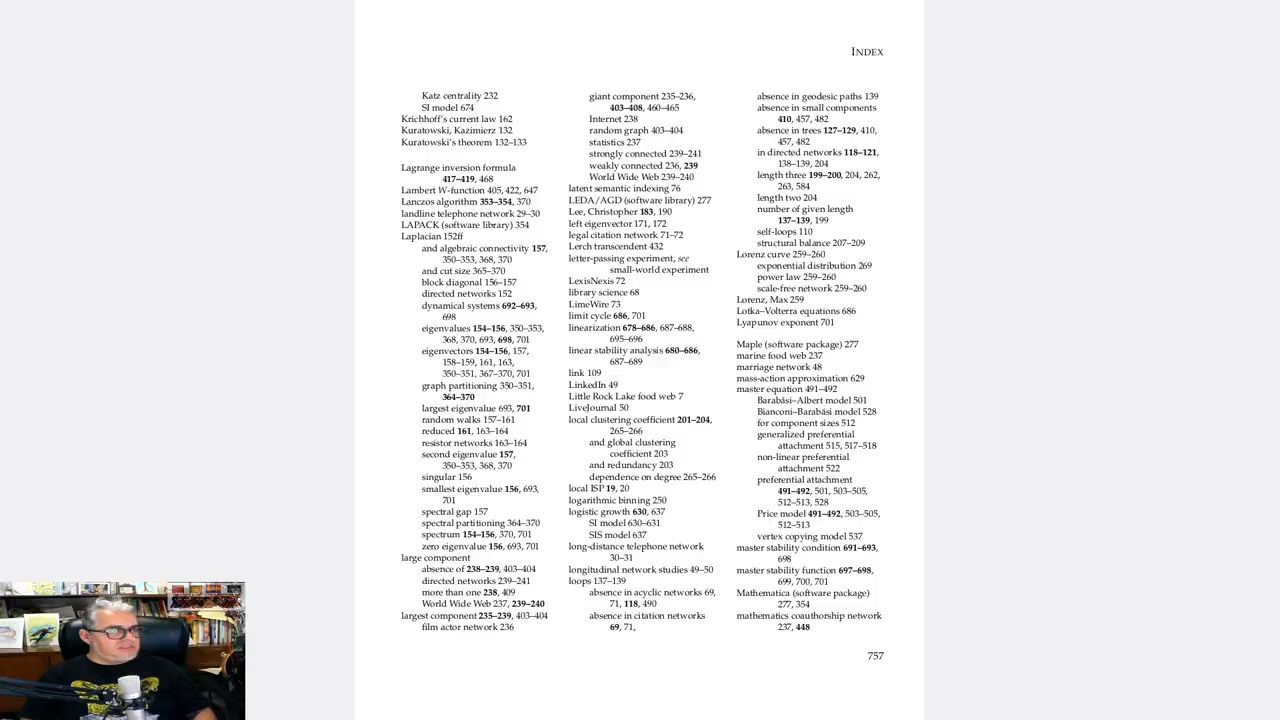 INDEX
Katz centrality 232
SI model 674
Krichhoff's current law 162
Kuratowski, Kazimierz 132
Kuratowski's theorem 132–133
Lagrange inversion formula
417–419, 468
Lambert W-function 405, 422, 647
Lanczos algorithm 353–354, 370
landline telephone network 29–30
LAPACK (software library) 354
Laplacian 152ff
and algebraic connectivity 157,
350–353, 368, 370
and cut size 365–370
block diagonal 156–157
directed networks 152
dynamical systems 692–693,
698
eigenvalues 154–156, 350–353,
368, 370, 693, 698, 701
eigenvectors 154–156, 157,
158–159, 161, 163,
350–351, 367–370, 701
graph partitioning 350–351,
364–370
largest eigenvalue 693, 701
random walks 157–161
reduced 161, 163–164
resistor networks 163–164
second eigenvalue 157,
350–353, 368, 370
singular 156
smallest eigenvalue 156, 693,
701
spectral gap 157
spectral partitioning 364–370
spectrum 154–156, 370, 701
zero eigenvalue 156, 693, 701
large component
absence of 238–239, 403–404
directed networks 239–241
more than one 238, 409
World Wide Web 237, 239–240
largest component 235–239, 403–404
film actor network 236
giant component 235–236,
403–408, 460–465
Internet 238
random graph 403–404
statistics 237
strongly connected 239–241
weakly connected 236, 239
World Wide Web 239–240
latent semantic indexing 76
LEDA/AGD (software library) 277
Lee, Christopher 183, 190
left eigenvector 171, 172
legal citation network 71–72
Lerch transcendent 432
letter-passing experiment, see
small-world experiment
LexisNexis 72
library science 68
LimeWire 73
limit cycle 686, 701
linearization 678–686, 687–688,
695–696
linear stability analysis 680–686,
687–689
link 109
LinkedIn 49
Little Rock Lake food web 7
LiveJournal 50
local clustering coefficient 201–204,
265–266
and global clustering
coefficient 203
and redundancy 203
dependence on degree 265–266
local ISP 19, 20
logarithmic binning 250
logistic growth 630, 637
SI model 630–631
SIS model 637
long-distance telephone network
30–31
longitudinal network studies 49–50
loops 137–139
absence in acyclic networks 69,
71, 118, 490
absence in citation networks
69, 71,
absence in geodesic paths 139
absence in small components
410, 457, 482
absence in trees 127–129, 410,
457, 482
in directed networks 118–121,
138–139, 204
length three 199–200, 204, 262,
263, 584
length two 204
number of given length
137–139, 199
self-loops 110
structural balance 207–209
Lorenz curve 259–260
exponential distribution 269
power law 259–260
scale-free network 259–260
Lorenz, Max 259
Lotka–Volterra equations 686
Lyapunov exponent 701
Maple (software package) 277
marine food web 237
marriage network 48
mass-action approximation 629
master equation 491–492
Barabási–Albert model 501
Bianconi–Barabási model 528
for component sizes 512
generalized preferential
attachment 515, 517–518
non-linear preferential
attachment 522
preferential attachment
491–492, 501, 503–505,
512–513, 528
Price model 491–492, 503–505,
512–513
vertex copying model 537
master stability condition 691–693,
698
master stability function 697–698,
699, 700, 701
Mathematica (software package)
277, 354
mathematics coauthorship network
237, 448
757